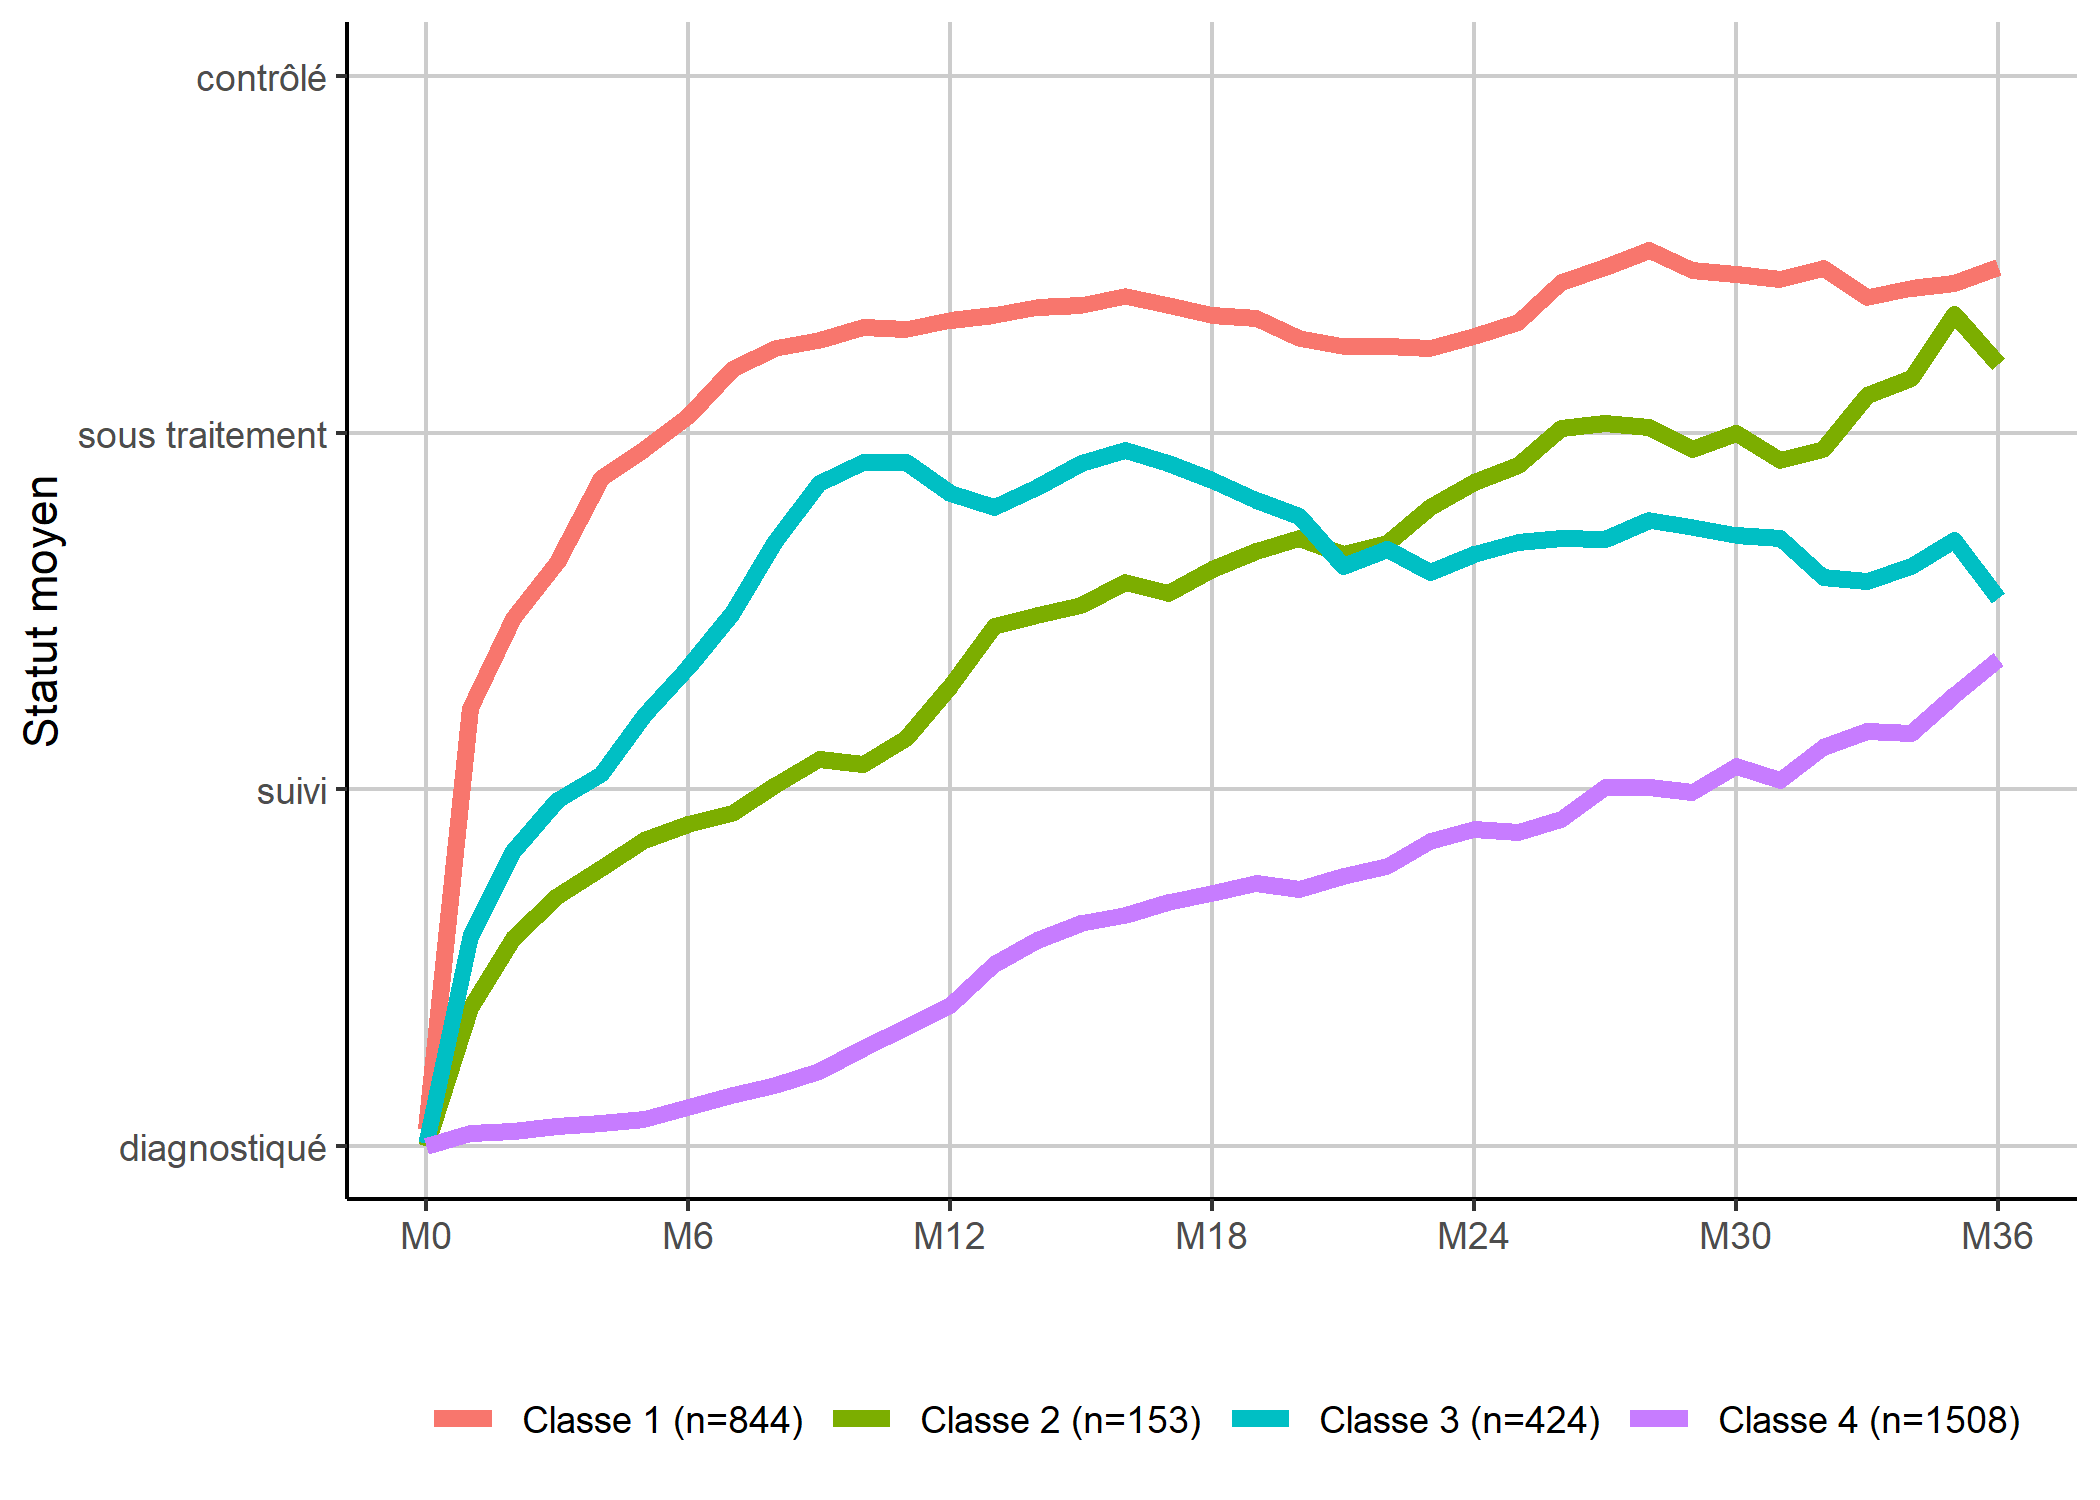 contrôlé
sous traitement
Statut moyen
suivi
diagnostiqué
M0 M6 M12 M18 M24 M30 M36
Classe 1 (n=844) Classe 2 (n=153) Classe 3 (n=424) Classe 4 (n=1508)